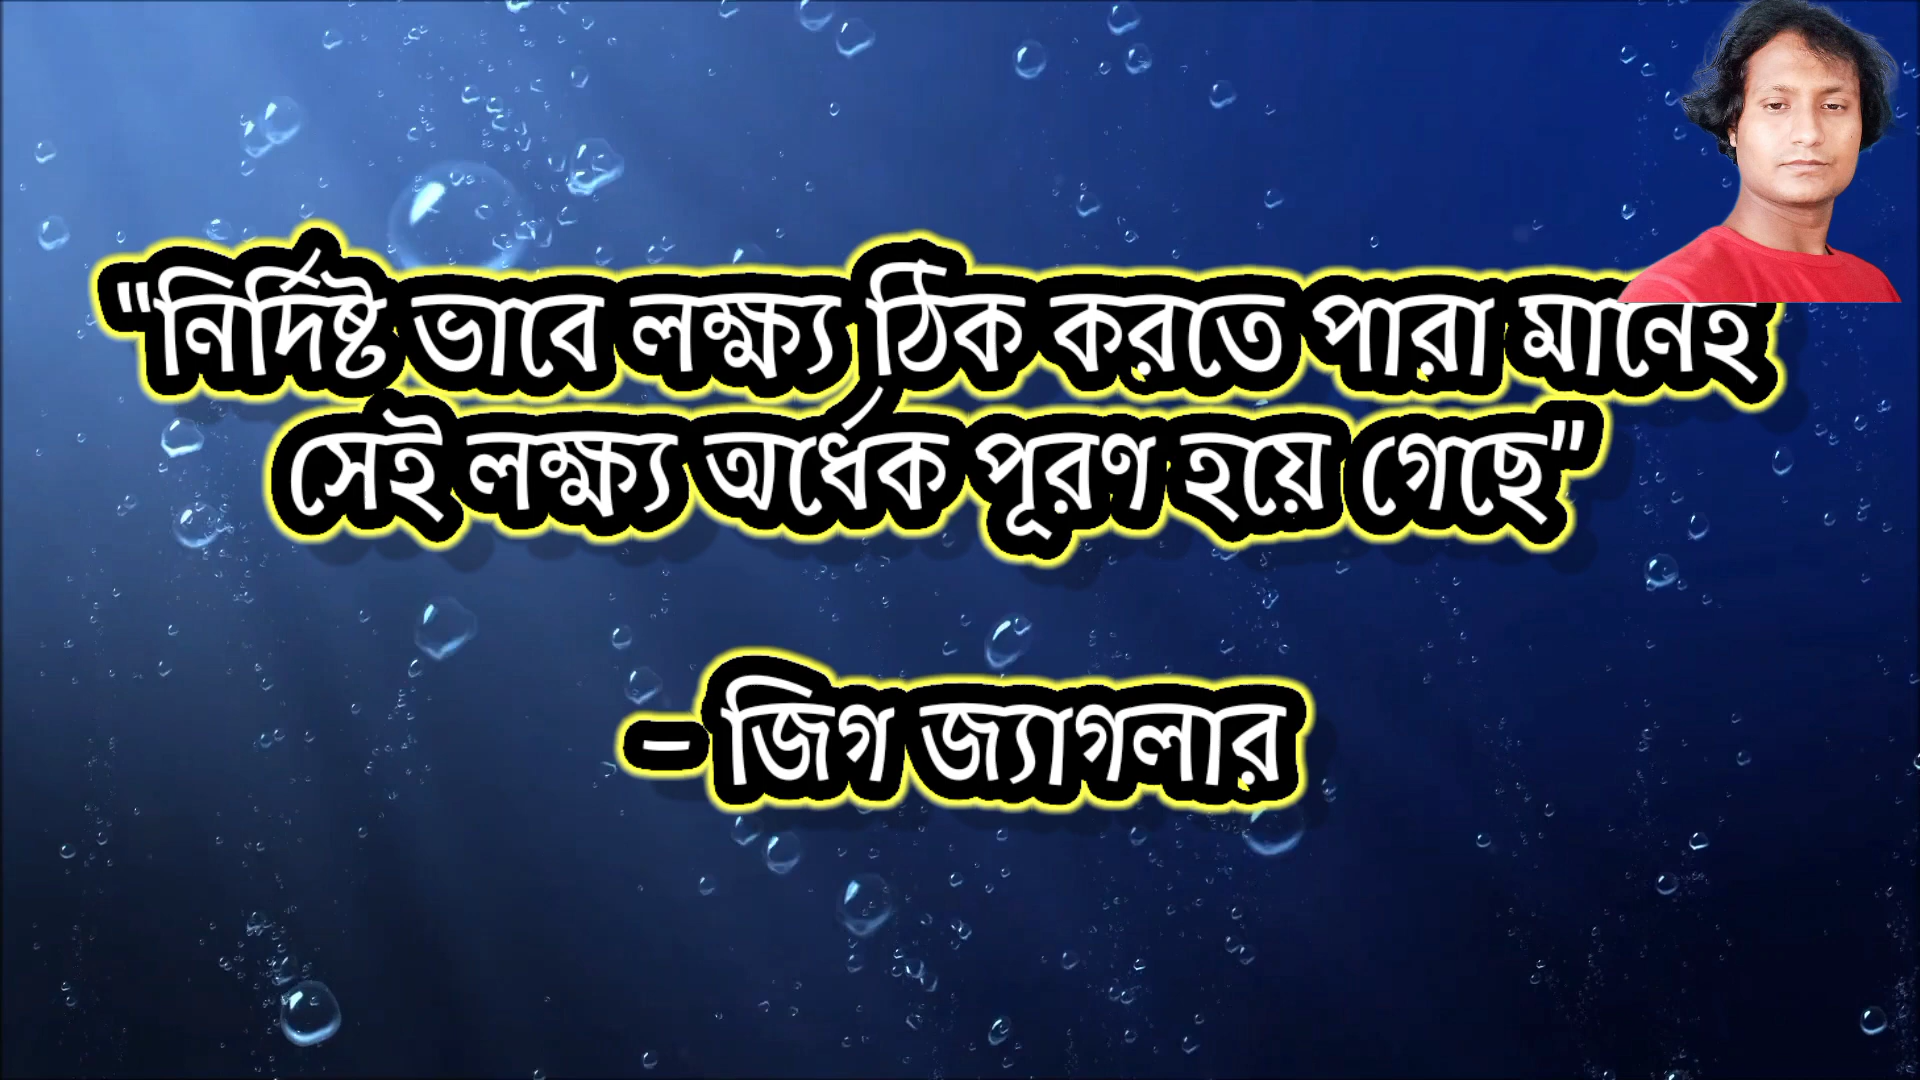 "নির্দিষ্ট ভাবে লক্ষ্য ঠিক করতে পারা মানেই
সেই লক্ষ্য অর্ধেক পূরণ হয়ে গেছে"
– জিগ জ্যাগলার